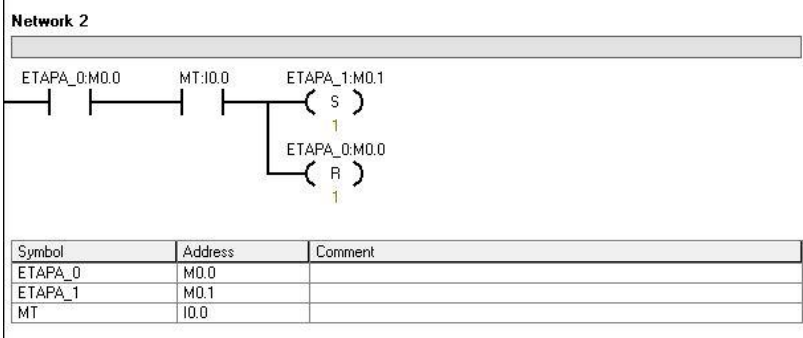 Network 2
ETAPA_0:M0.0 MT:I0.0 ETAPA_1:M0.1
S
1
ETAPA_0:M0.0
R
1
Symbol Address Comment
ETAPA_0 M0.0
ETAPA_1 M0.1
MT I0.0